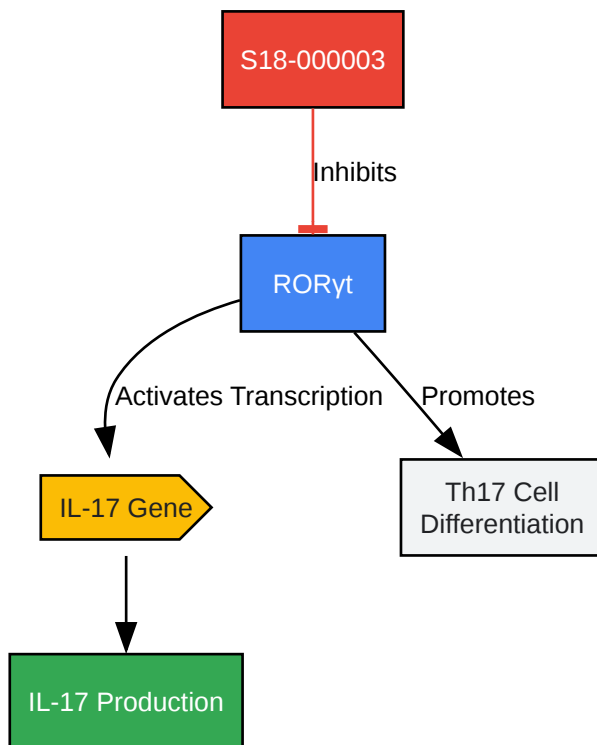 S18-000003
Inhibits
RORγt
Activates Transcription
Promotes
IL-17 Gene
Th17 Cell
Differentiation
IL-17 Production